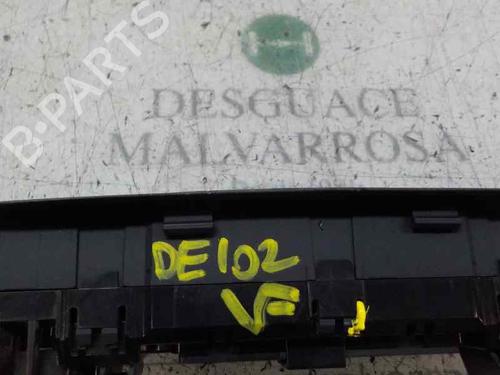 B-PARTS
DESGUACE
MALVARROSA
DE102
VF